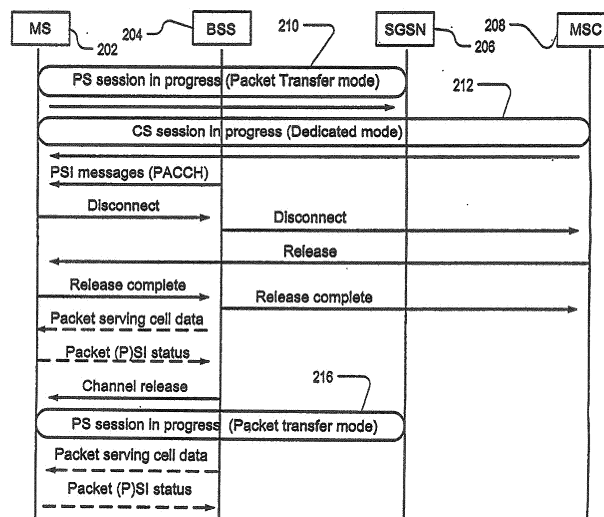 MS
202
204
BSS
210
SGSN
206
208
MSC
PS session in progress (Packet Transfer mode)
212
CS session in progress (Dedicated mode)
PSI messages (PACCH)
Disconnect
Disconnect
Release
Release complete
Release complete
Packet serving cell data
Packet (P)SI status
Channel release
216
PS session in progress (Packet transfer mode)
Packet serving cell data
Packet (P)SI status